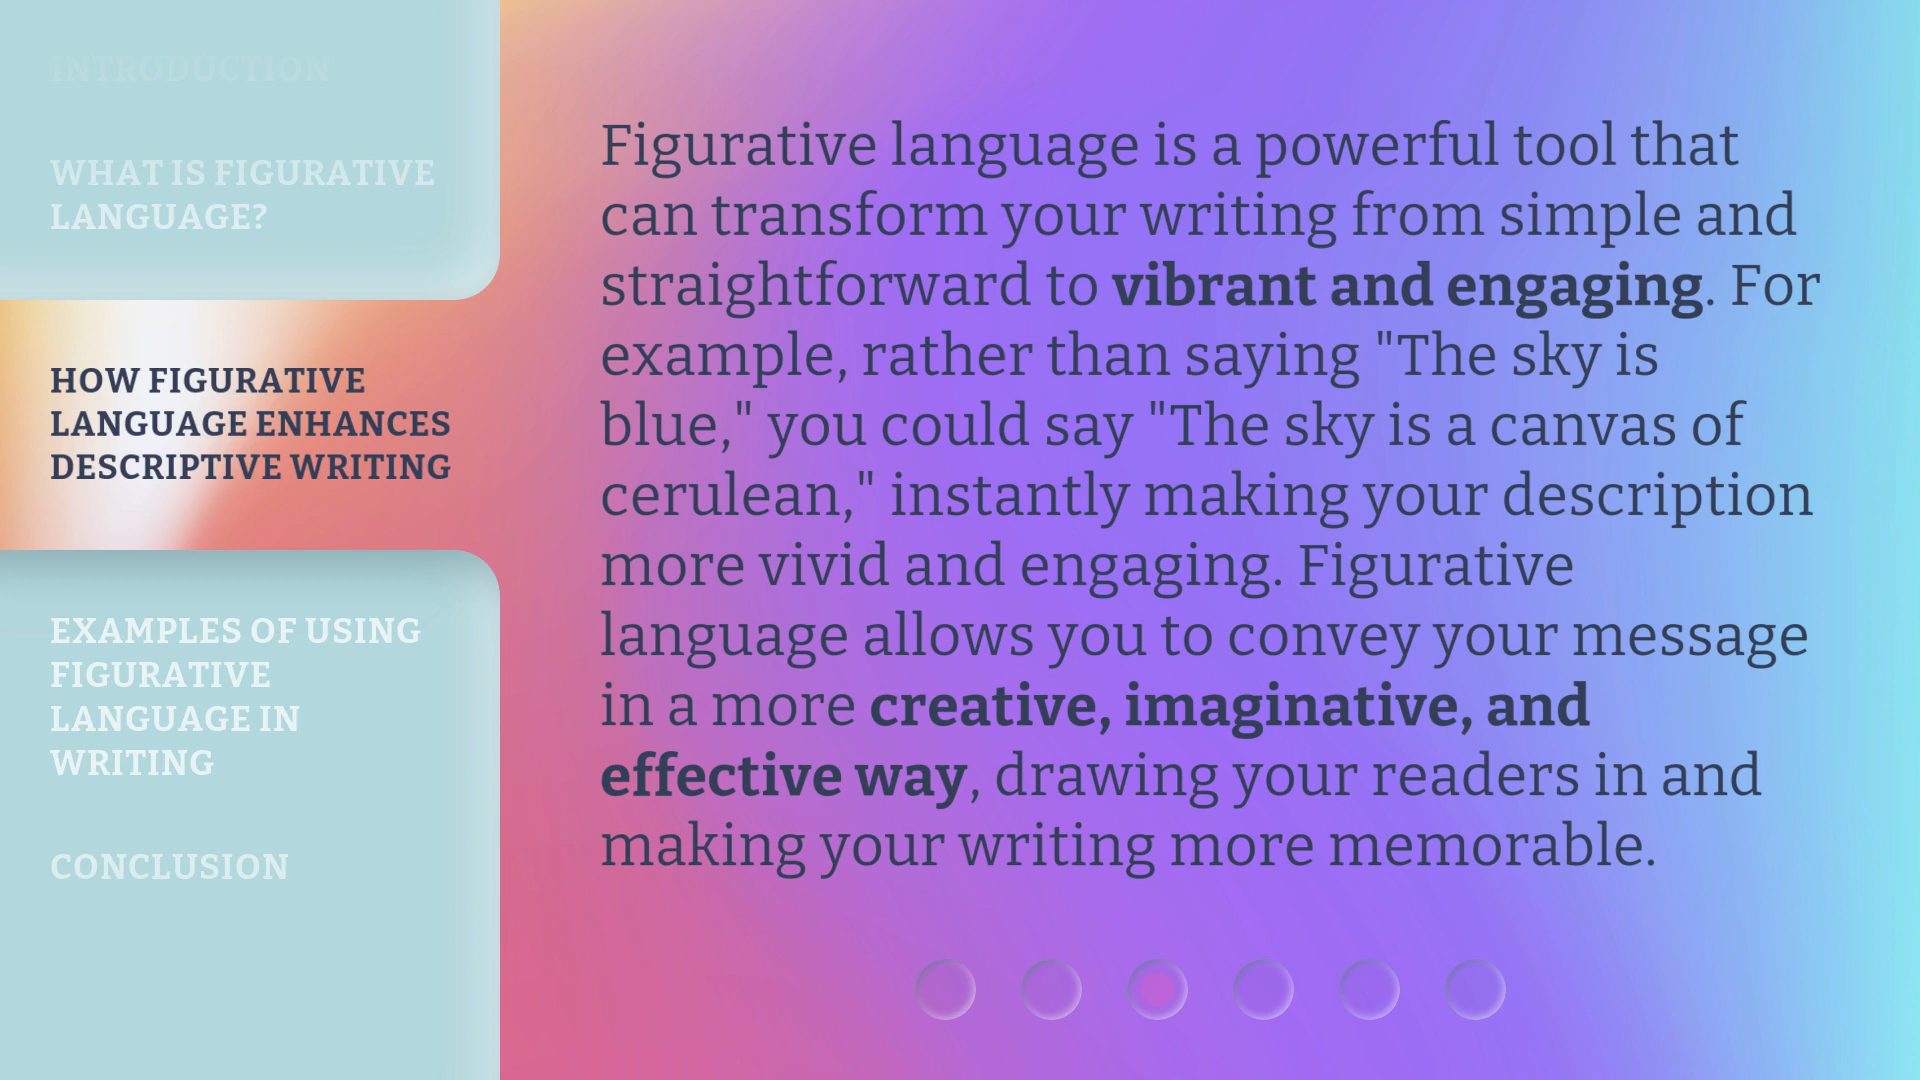 INTRODUCTION
WHAT IS FIGURATIVE
LANGUAGE?
HOW FIGURATIVE
LANGUAGE ENHANCES
DESCRIPTIVE WRITING
EXAMPLES OF USING
FIGURATIVE
LANGUAGE IN
WRITING
CONCLUSION
Figurative language is a powerful tool that
can transform your writing from simple and
straightforward to vibrant and engaging. For
example, rather than saying "The sky is
blue," you could say "The sky is a canvas of
cerulean," instantly making your description
more vivid and engaging. Figurative
language allows you to convey your message
in a more creative, imaginative, and
effective way, drawing your readers in and
making your writing more memorable.